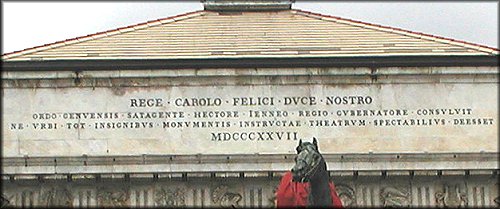 REGE · CAROLO · FELICI · DVCE · NOSTRO
ORDO · GENVENSIS · SATAGENTE · HECTORE · IENNEO · REGIO · GVBERNATORE · CONSVLVIT
NE · VRBI · TOT · INSIGNIBVS · MONVMENTIS · INSTRVCTAE · THEATRVM · SPECTABILIVS · DEESSET
MDCCCXXVII